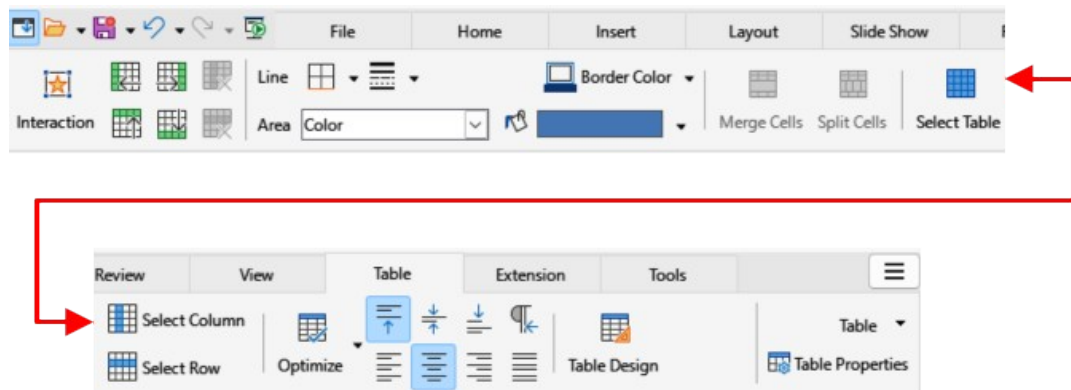 File Home Insert Layout Slide Show
Line Border Color
Interaction Area Color Merge Cells Split Cells Select Table
Review View Table Extension Tools
Select Column Table
Select Row Optimize Table Design Table Properties